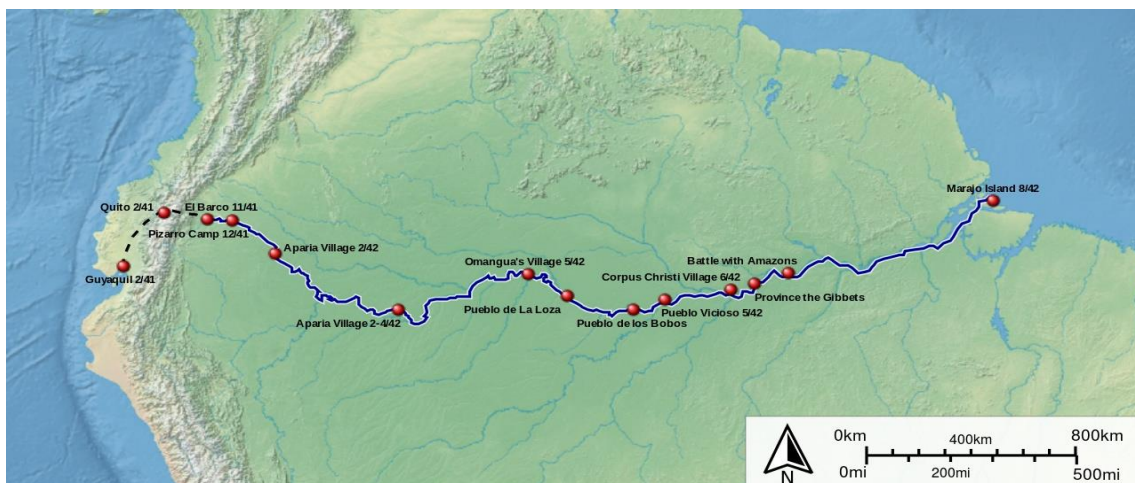 Quito 2/41
El Barco 11/41
Pizarro Camp 12/41
Guyaquil 2/41
Aparia Village 2/42
Aparia Village 2-4/42
Omangua's Village 5/42
Pueblo de La Loza
Pueblo de los Bobos
Corpus Christi Village 6/42
Pueblo Vicioso 5/42
Battle with Amazons
Province the Gibbets
Marajo Island 8/42
0km
400km
800km
0mi
200mi
500mi
N